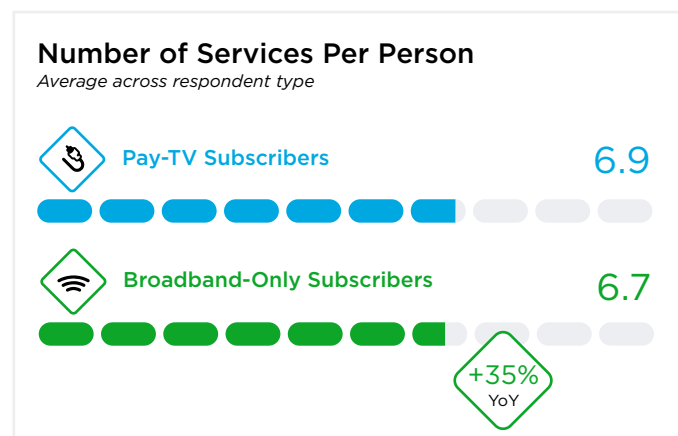 Number of Services Per Person
Average across respondent type
Pay-TV Subscribers
6.9
Broadband-Only Subscribers
6.7
+35%
YoY